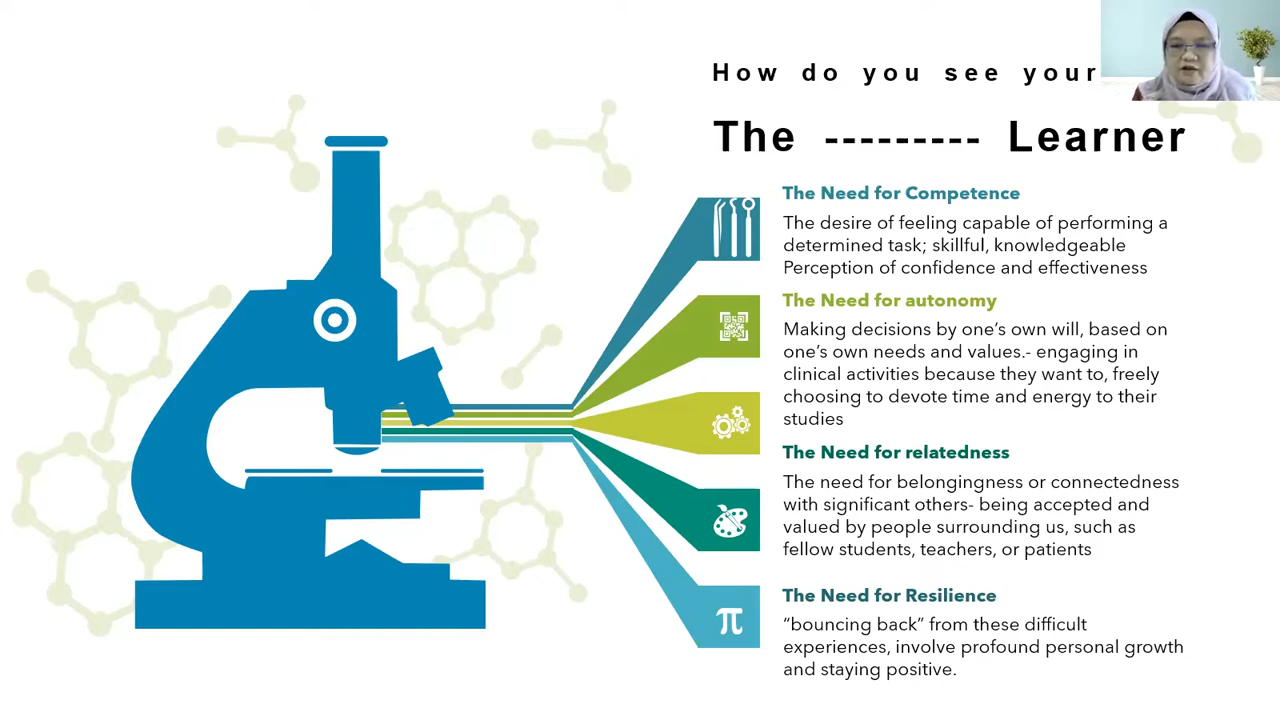 How do you see your
The --------- Learner
The Need for Competence
The desire of feeling capable of performing a
determined task; skillful, knowledgeable
Perception of confidence and effectiveness
The Need for autonomy
Making decisions by one’s own will, based on
one’s own needs and values.- engaging in
clinical activities because they want to, freely
choosing to devote time and energy to their
studies
The Need for relatedness
The need for belongingness or connectedness
with significant others- being accepted and
valued by people surrounding us, such as
fellow students, teachers, or patients
The Need for Resilience
“bouncing back” from these difficult
experiences, involve profound personal growth
and staying positive.
π